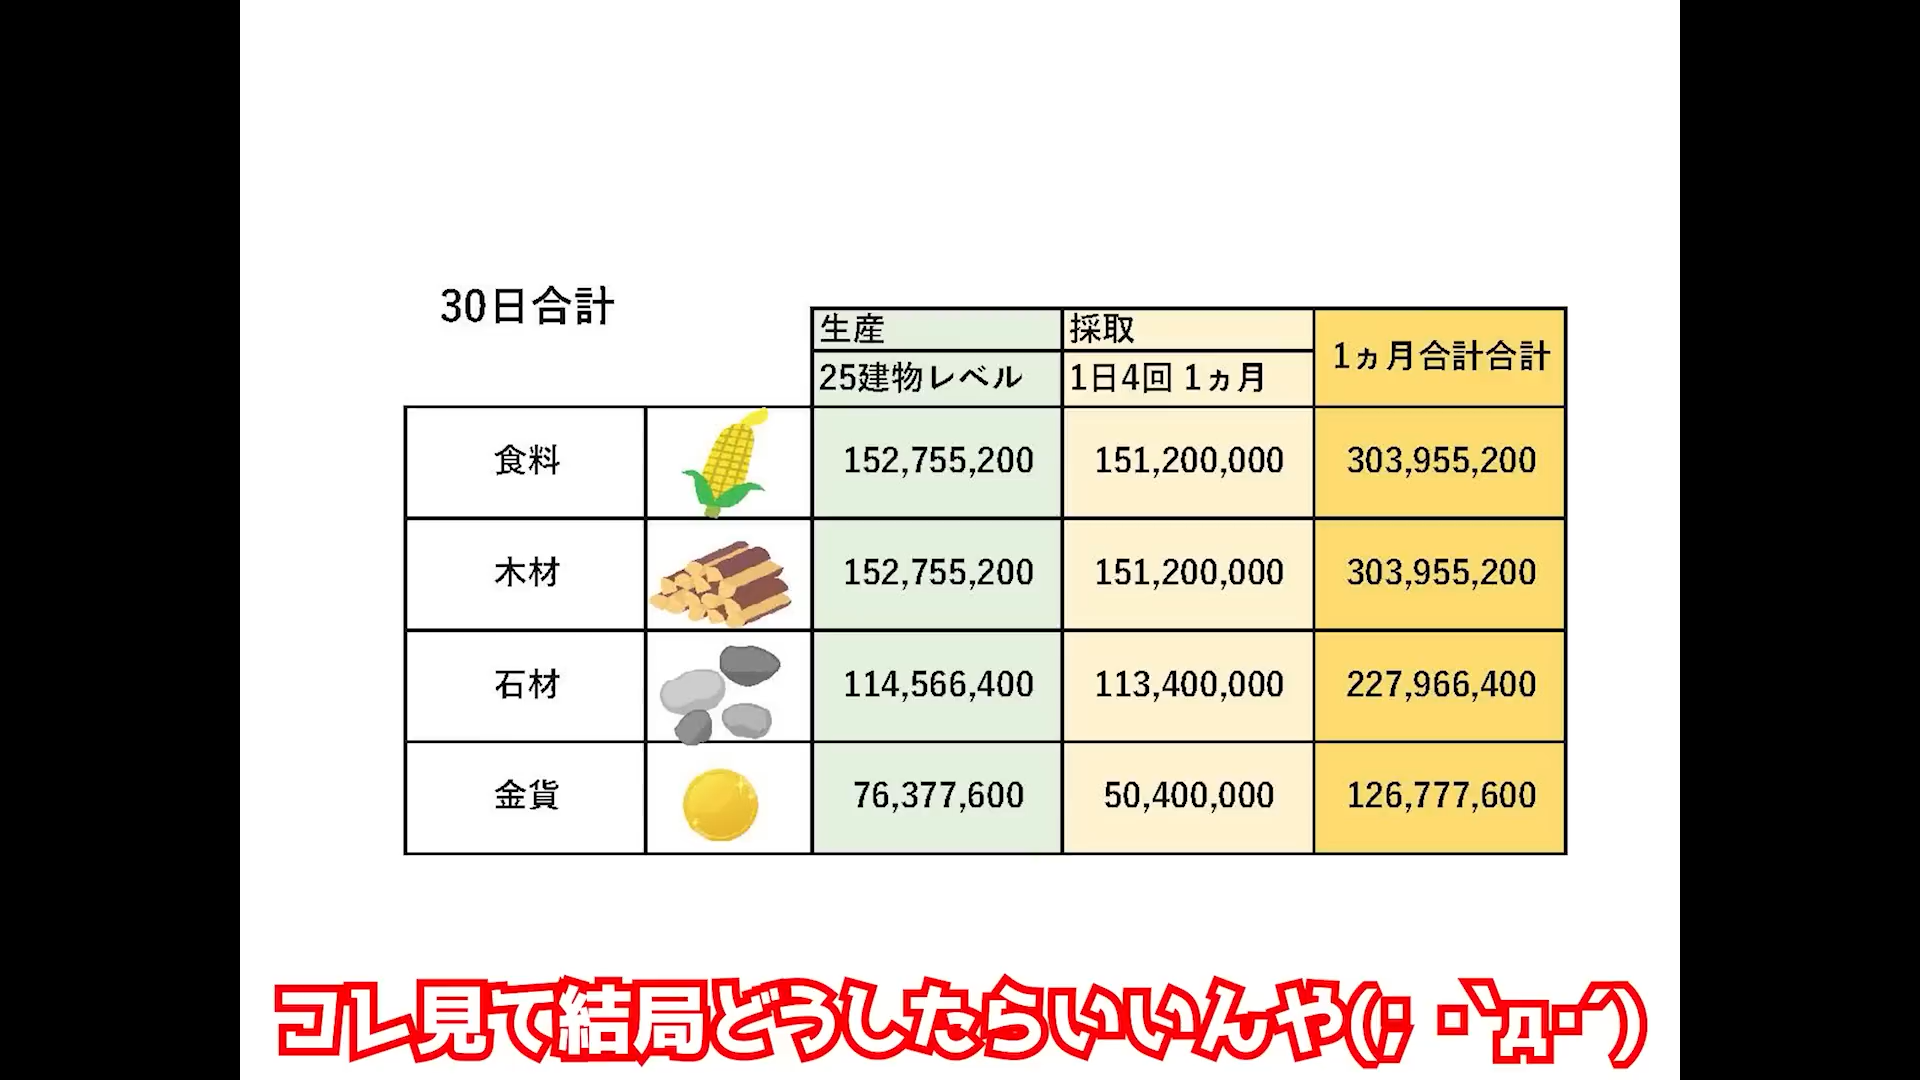 30日合計
生産 採取 1ヵ月合計合計
25建物レベル 1日4回 1ヵ月
食料 152,755,200 151,200,000 303,955,200
木材 152,755,200 151,200,000 303,955,200
石材 114,566,400 113,400,000 227,966,400
金貨 76,377,600 50,400,000 126,777,600
コレ見て結局どうしたらいいんや(; ･`д･´)